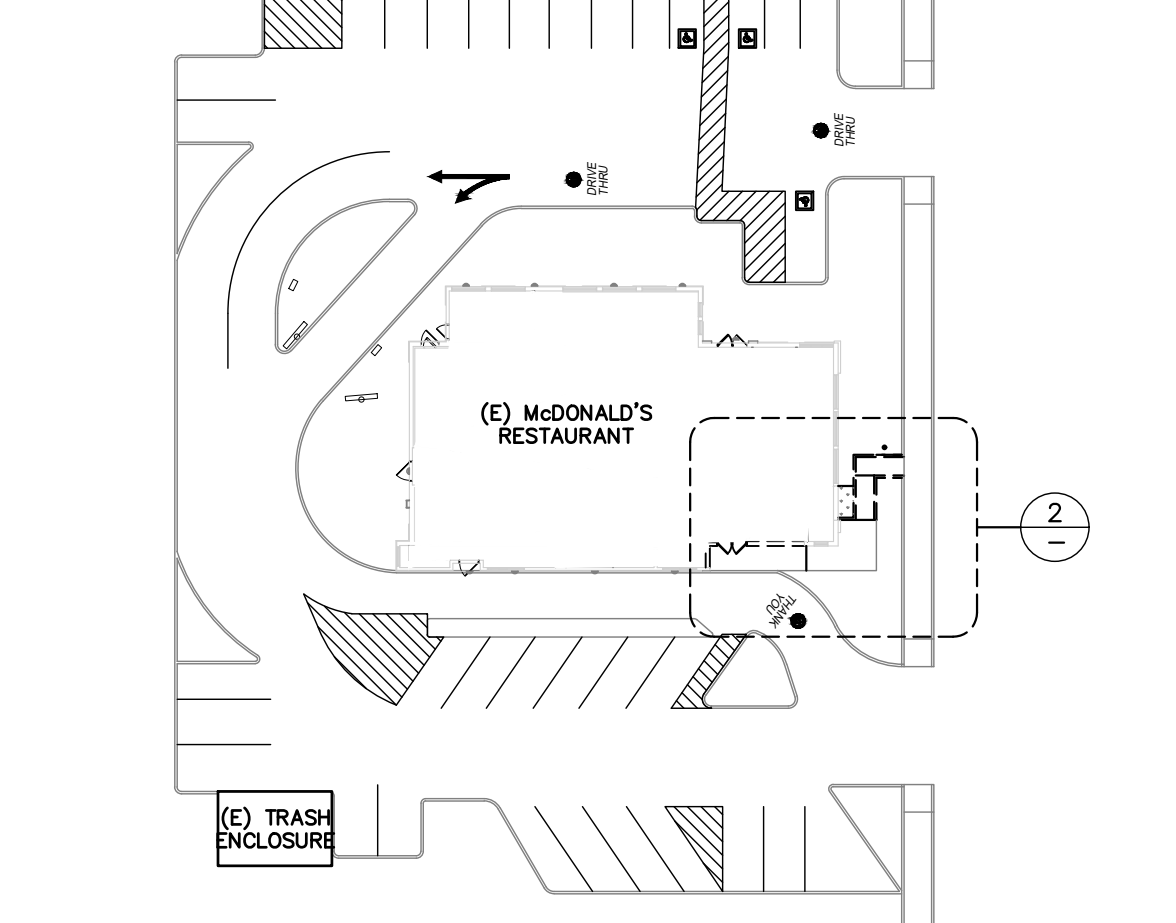 DRIVE
THRU
DRIVE
THRU
(E) McDONALD'S
RESTAURANT
2
–
THANK
YOU
(E) TRASH
ENCLOSURE